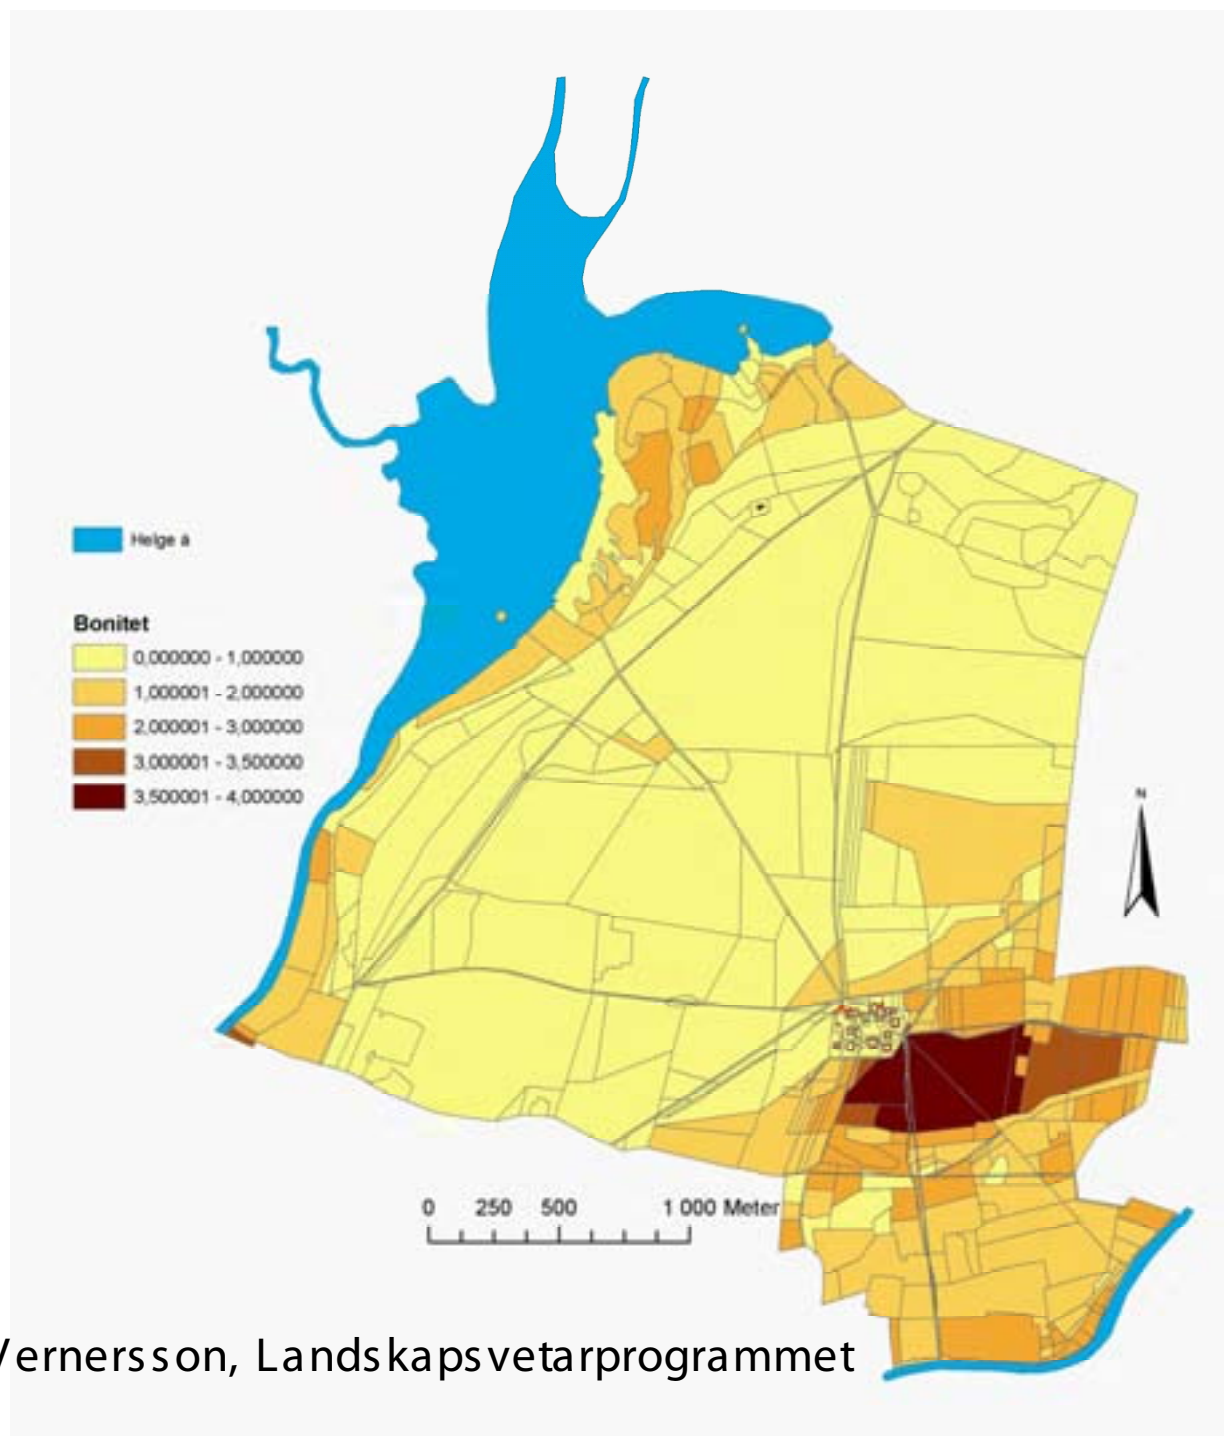 Helge å
Bonitet
0,000000 - 1,000000
1,000001 - 2,000000
2,000001 - 3,000000
3,000001 - 3,500000
3,500001 - 4,000000
N
0 250 500 1 000 Meter
Vernersson, Landskapsvetarprogrammet